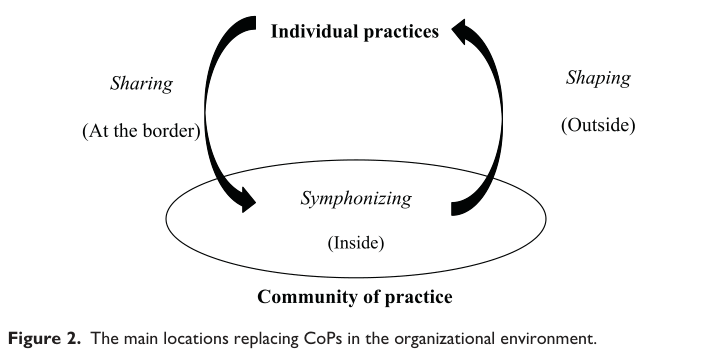 Individual practices
Sharing
(At the border)
Shaping
(Outside)
Symphonizing
(Inside)
Community of practice
Figure 2. The main locations replacing CoPs in the organizational environment.